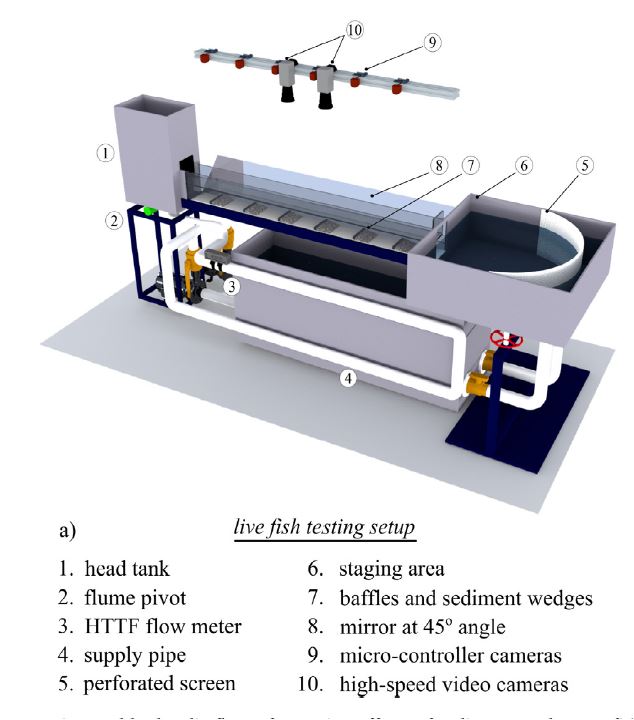 10
9
1
8
7
6
5
2
3
4
a)
live fish testing setup
1. head tank
2. flume pivot
3. HTTF flow meter
4. supply pipe
5. perforated screen
6. staging area
7. baffles and sediment wedges
8. mirror at 45º angle
9. micro-controller cameras
10. high-speed video cameras